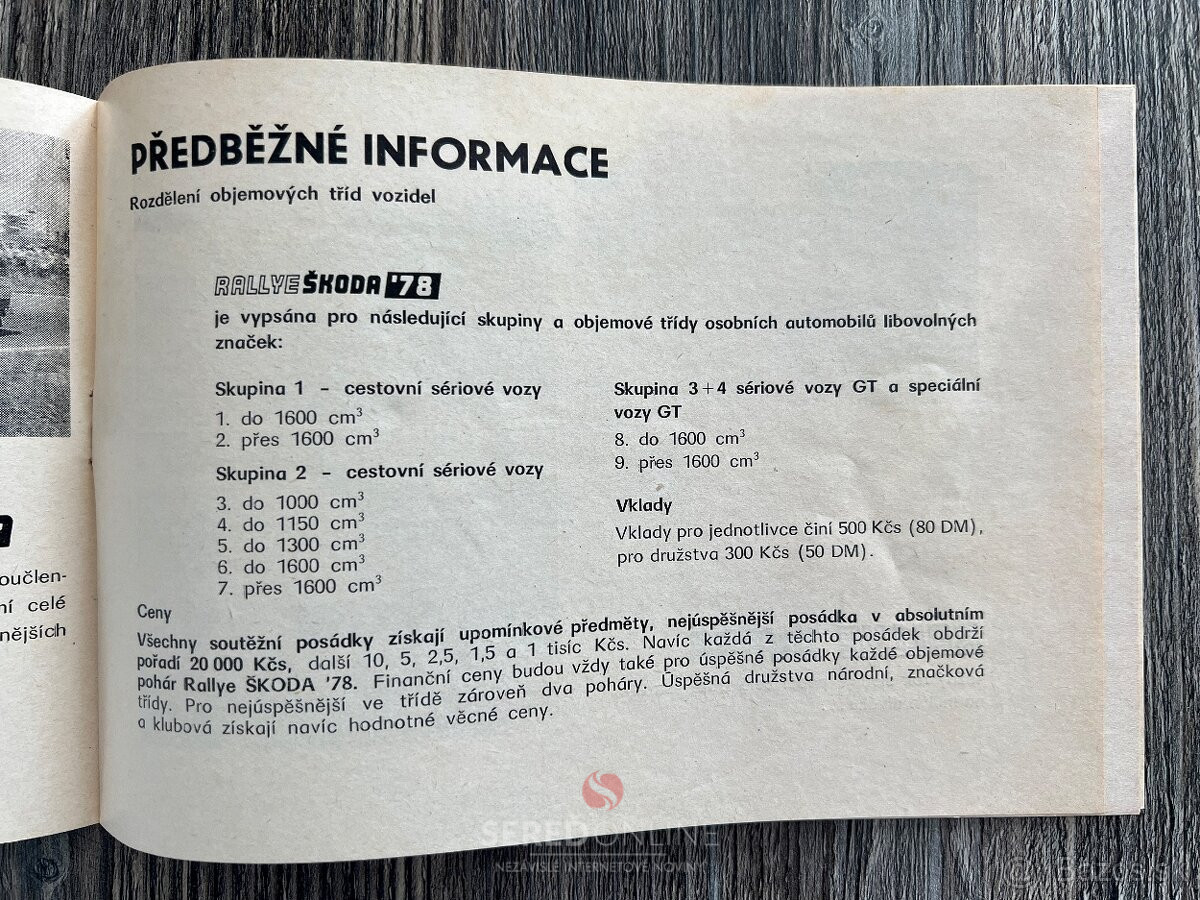 PŘEDBĚŽNÉ INFORMACE
Rozdělení objemových tříd vozidel
RALLYE ŠKODA '78
je vypsána pro následující skupiny a objemové třídy osobních automobilů libovolných
značek:
Skupina 1 - cestovní sériové vozy
1. do 1600 cm³
2. přes 1600 cm³
Skupina 2 - cestovní sériové vozy
3. do 1000 cm³
4. do 1150 cm³
5. do 1300 cm³
6. do 1600 cm³
7. přes 1600 cm³
Skupina 3+4 sériové vozy GT a speciální
vozy GT
8. do 1600 cm³
9. přes 1600 cm³
Vklady
Vklady pro jednotlivce činí 500 Kčs (80 DM),
pro družstva 300 Kčs (50 DM).
Ceny
Všechny soutěžní posádky získají upomínkové předměty, nejúspěšnější posádka v absolutním
pořadí 20 000 Kčs, další 10, 5, 2,5, 1,5 a 1 tisíc Kčs. Navíc každá z těchto posádek obdrží
pohár Rallye ŠKODA '78. Finanční ceny budou vždy také pro úspěšné posádky každé objemové
třídy. Pro nejúspěšnější ve třídě zároveň dva poháry. Úspěšná družstva národní, značková
a klubová získají navíc hodnotné věcné ceny.
oučlen-
ní celé
nějších
SEREĎONLINE
NEZÁVISLÉ INTERNETOVÉ NOVINY
Bazos.sk